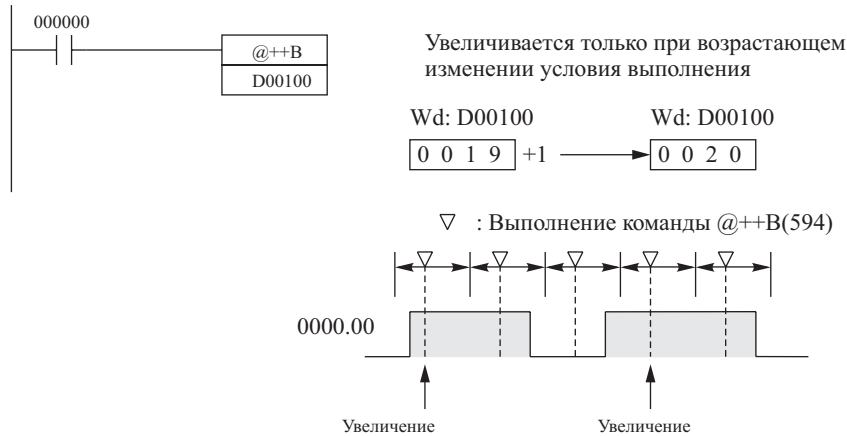 000000
@++B
D00100
Увеличивается только при возрастающем
изменении условия выполнения
Wd: D00100 Wd: D00100
0 0 1 9 +1 0 0 2 0
: Выполнение команды @++B(594)
0000.00
Увеличение Увеличение